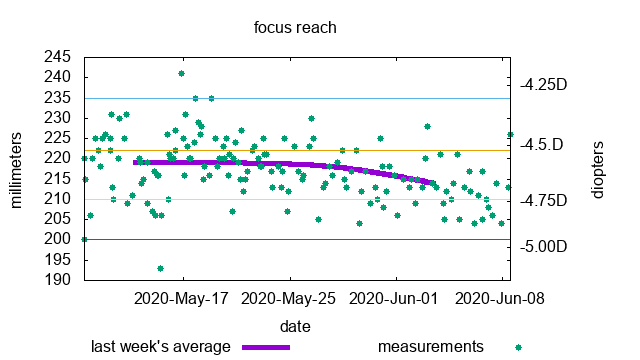 focus reach
245
240
235
230
225
220
215
210
205
200
195
190
millimeters
-4.25D
-4.5D
-4.75D
-5.00D
diopters
2020-May-17 2020-May-25 2020-Jun-01 2020-Jun-08
date
last week's average measurements